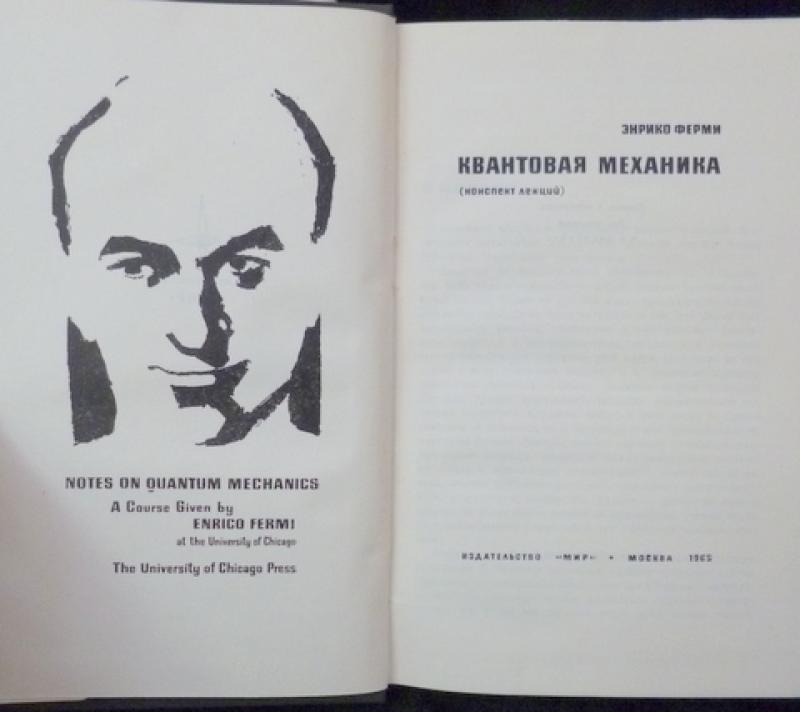 NOTES ON QUANTUM MECHANICS
A Course Given by
ENRICO FERMI
at the University of Chicago
The University of Chicago Press
ЭНРИКО ФЕРМИ
КВАНТОВАЯ МЕХАНИКА
(конспект лекций)
ИЗДАТЕЛЬСТВО «МИР» • МОСКВА 1965